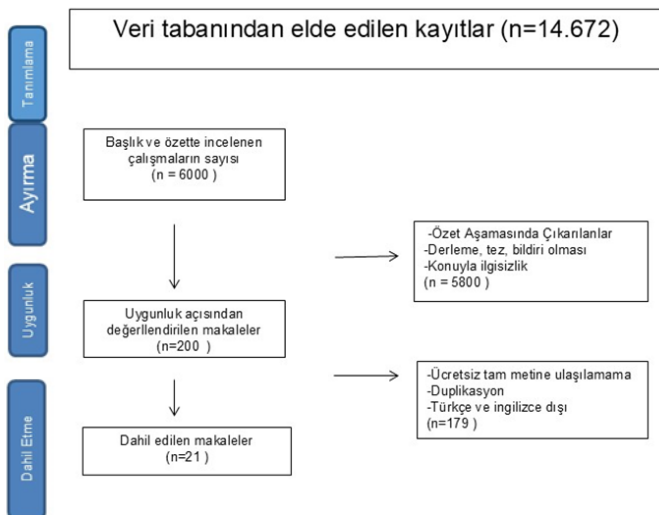 Tanımlama
Veri tabanından elde edilen kayıtlar (n=14.672)
Ayırma
Başlık ve özette incelenen
çalışmaların sayısı
(n = 6000 )
-Özet Aşamasında Çıkarılanlar
-Derleme, tez, bildiri olması
-Konuyla ilgisizlik
(n = 5800 )
Uygunluk
Uygunluk açısından
değerllendirilen makaleler
(n=200 )
-Ücretsiz tam metine ulaşılamama
-Duplikasyon
-Türkçe ve ingilizce dışı
(n=179 )
Dahil Etme
Dahil edilen makaleler
(n=21 )